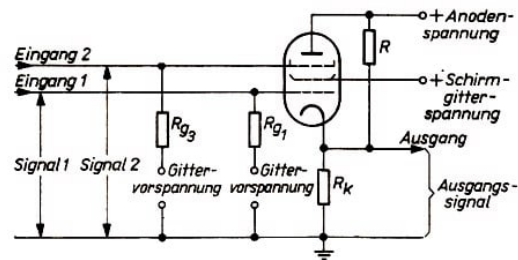 + Anoden-
spannung
R
Eingang 2
Eingang 1
+ Schirm-
gitter-
spannung
Rg3
Rg1
Ausgang
Signal 1
Signal 2
Gitter-
vorspannung
Gitter-
vorspannung
Rk
Ausgangs-
signal